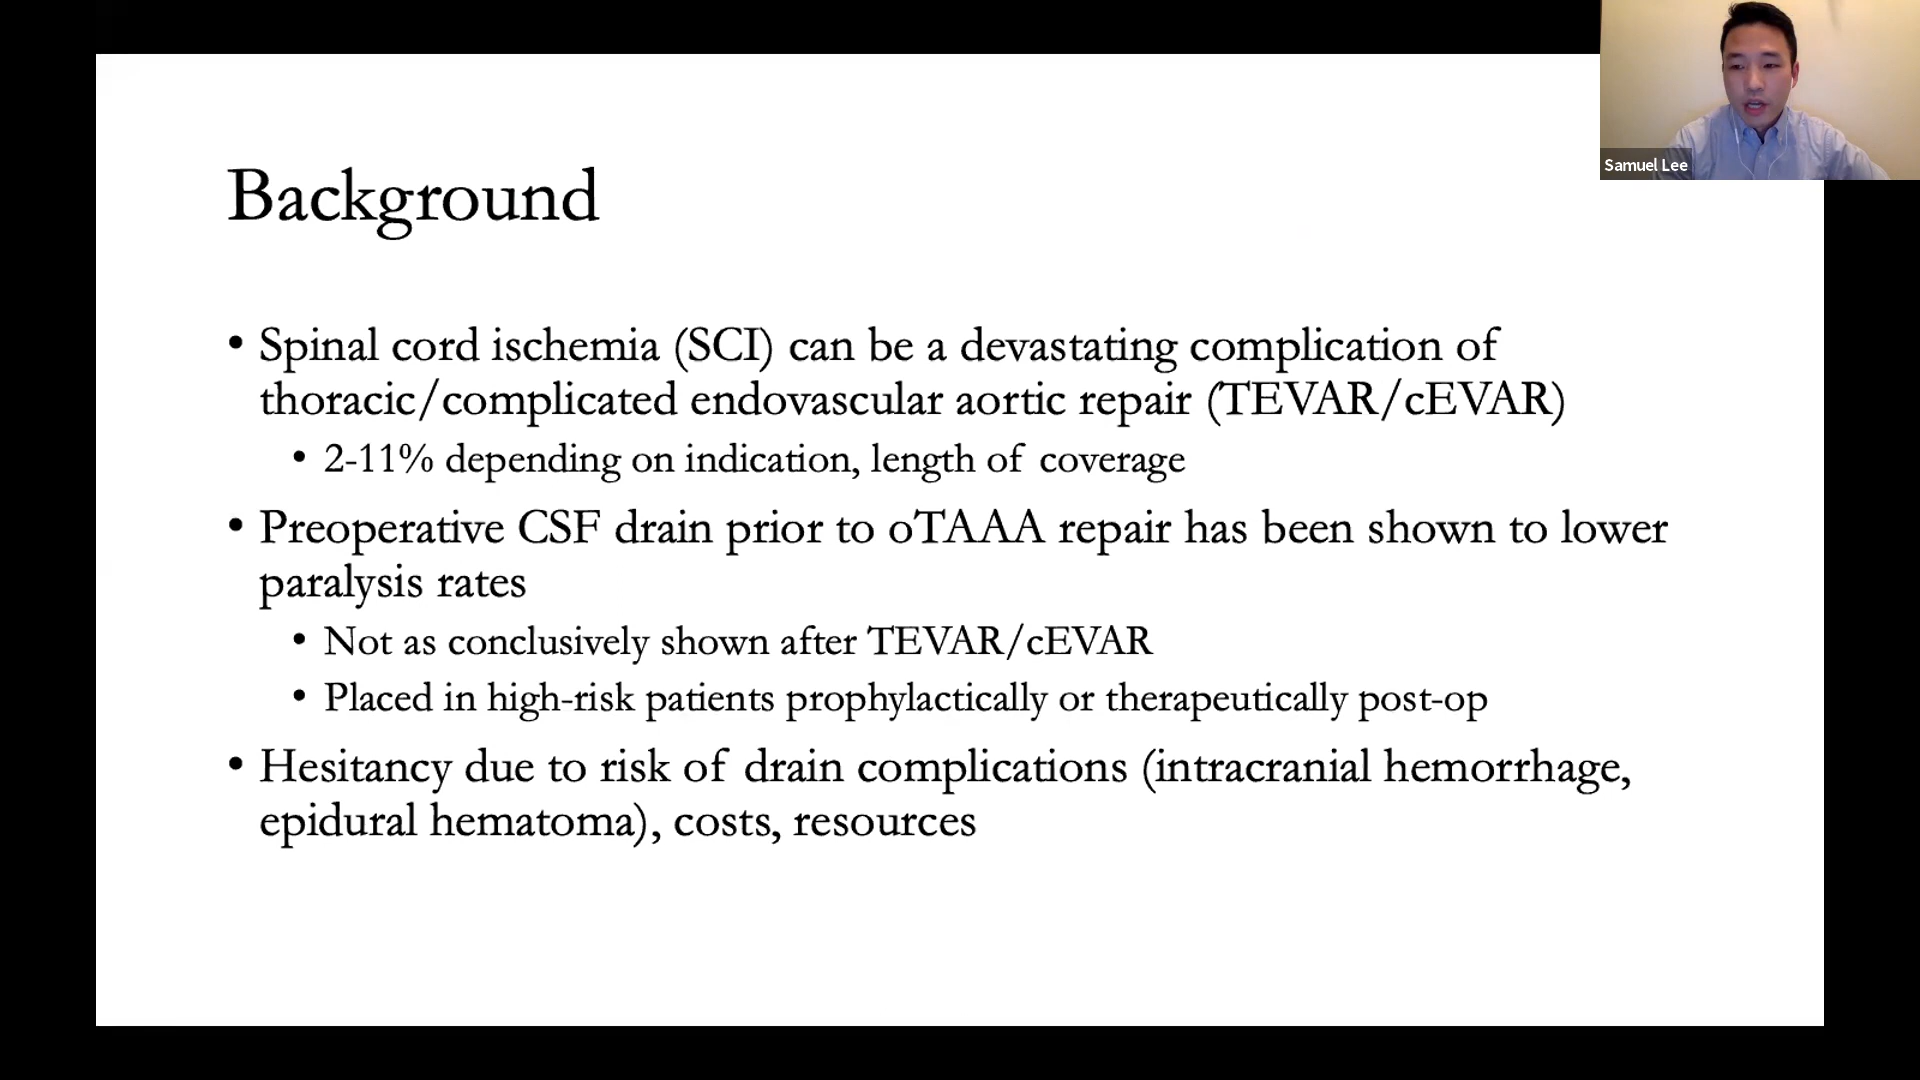 Samuel Lee
Background
• Spinal cord ischemia (SCI) can be a devastating complication of
thoracic/complicated endovascular aortic repair (TEVAR/cEVAR)
• 2-11% depending on indication, length of coverage
• Preoperative CSF drain prior to oTAAA repair has been shown to lower
paralysis rates
• Not as conclusively shown after TEVAR/cEVAR
• Placed in high-risk patients prophylactically or therapeutically post-op
• Hesitancy due to risk of drain complications (intracranial hemorrhage,
epidural hematoma), costs, resources